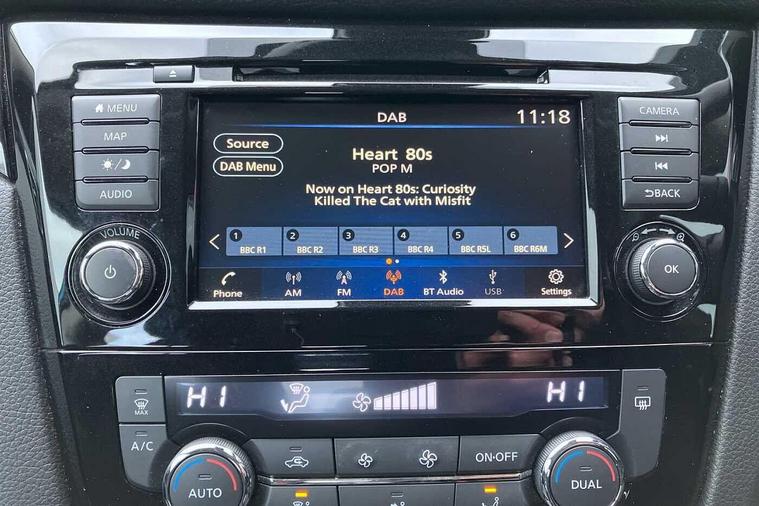 MENU
MAP
AUDIO
VOLUME
DAB
11:18
Source
DAB Menu
Heart 80s
POP M
Now on Heart 80s: Curiosity
Killed The Cat with Misfit
1 BBC R1
2 BBC R2
3 BBC R3
4 BBC R4
5 BBC R5L
6 BBC R6M
Phone
AM
FM
DAB
BT Audio
USB
Settings
CAMERA
BACK
OK
HI
HI
MAX
A/C
AUTO
ON·OFF
DUAL